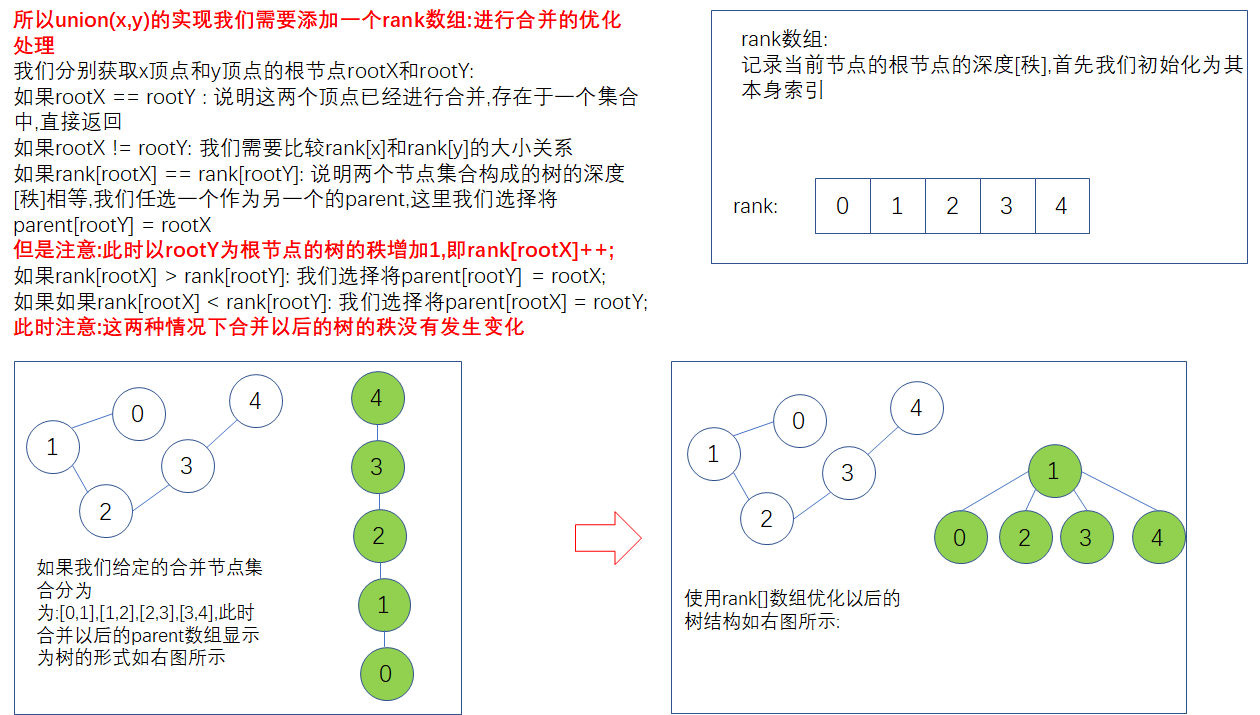 所以union(x,y)的实现我们需要添加一个rank数组:进行合并的优化
处理
我们分别获取x顶点和y顶点的根节点rootX和rootY:
如果rootX == rootY : 说明这两个顶点已经进行合并,存在于一个集合
中,直接返回
如果rootX != rootY: 我们需要比较rank[x]和rank[y]的大小关系
如果rank[rootX] == rank[rootY]: 说明两个节点集合构成的树的深度
[秩]相等,我们任选一个作为另一个的parent,这里我们选择将
parent[rootY] = rootX
但是注意:此时以rootY为根节点的树的秩增加1,即rank[rootX]++;
如果rank[rootX] > rank[rootY]: 我们选择将parent[rootY] = rootX;
如果如果rank[rootX] < rank[rootY]: 我们选择将parent[rootX] = rootY;
此时注意:这两种情况下合并以后的树的秩没有发生变化
rank数组:
记录当前节点的根节点的深度[秩],首先我们初始化为其
本身索引
rank: 0 1 2 3 4
0
4
1
3
2
4
3
2
1
0
如果我们给定的合并节点集
合分为
为:[0,1],[1,2],[2,3],[3,4],此时
合并以后的parent数组显示
为树的形式如右图所示
4
0
1
3
2
1
0 2 3 4
使用rank[]数组优化以后的
树结构如右图所示: